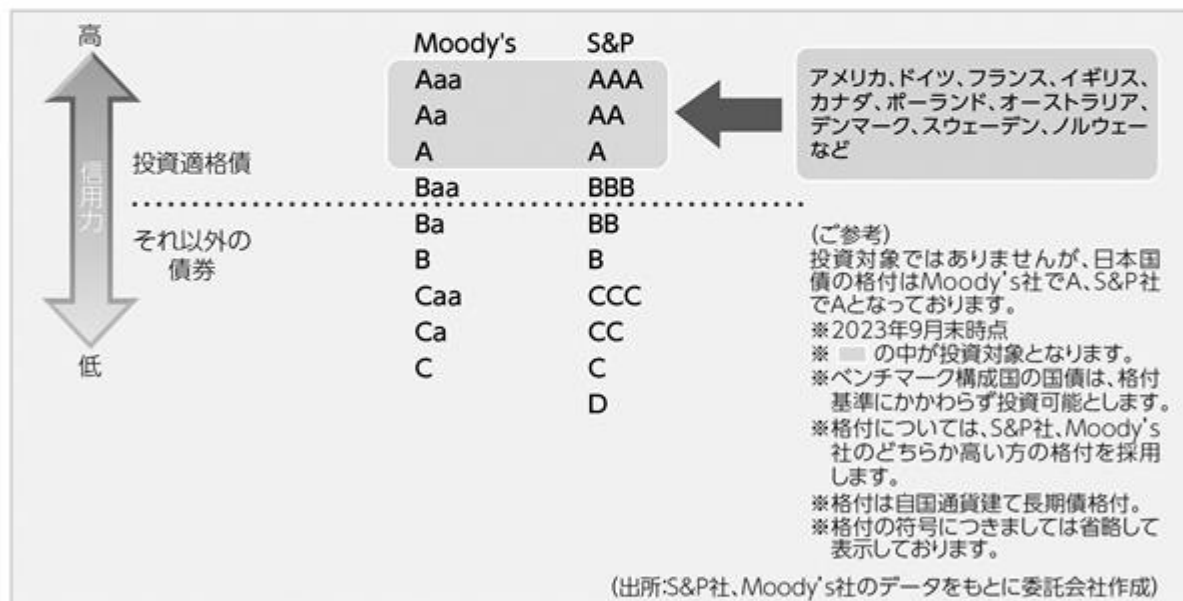 高
Moody's S&P
Aaa AAA
Aa AA
A A
Baa BBB
Ba BB
B B
Caa CCC
Ca CC
C C
D
信用力
投資適格債
それ以外の
債券
低
アメリカ、ドイツ、フランス、イギリス、
カナダ、ポーランド、オーストラリア、
デンマーク、スウェーデン、ノルウェー
など
(ご参考)
投資対象ではありませんが、日本国
債の格付はMoody's社でA、S&P社
でAとなっております。
※2023年9月末時点
※ の中が投資対象となります。
※ベンチマーク構成国の国債は、格付
基準にかかわらず投資可能とします。
※格付については、S&P社、Moody's
社のどちらか高い方の格付を採用
します。
※格付は自国通貨建て長期債格付。
※格付の符号につきましては省略して
表示しております。
(出所:S&P社、Moody's社のデータをもとに委託会社作成)